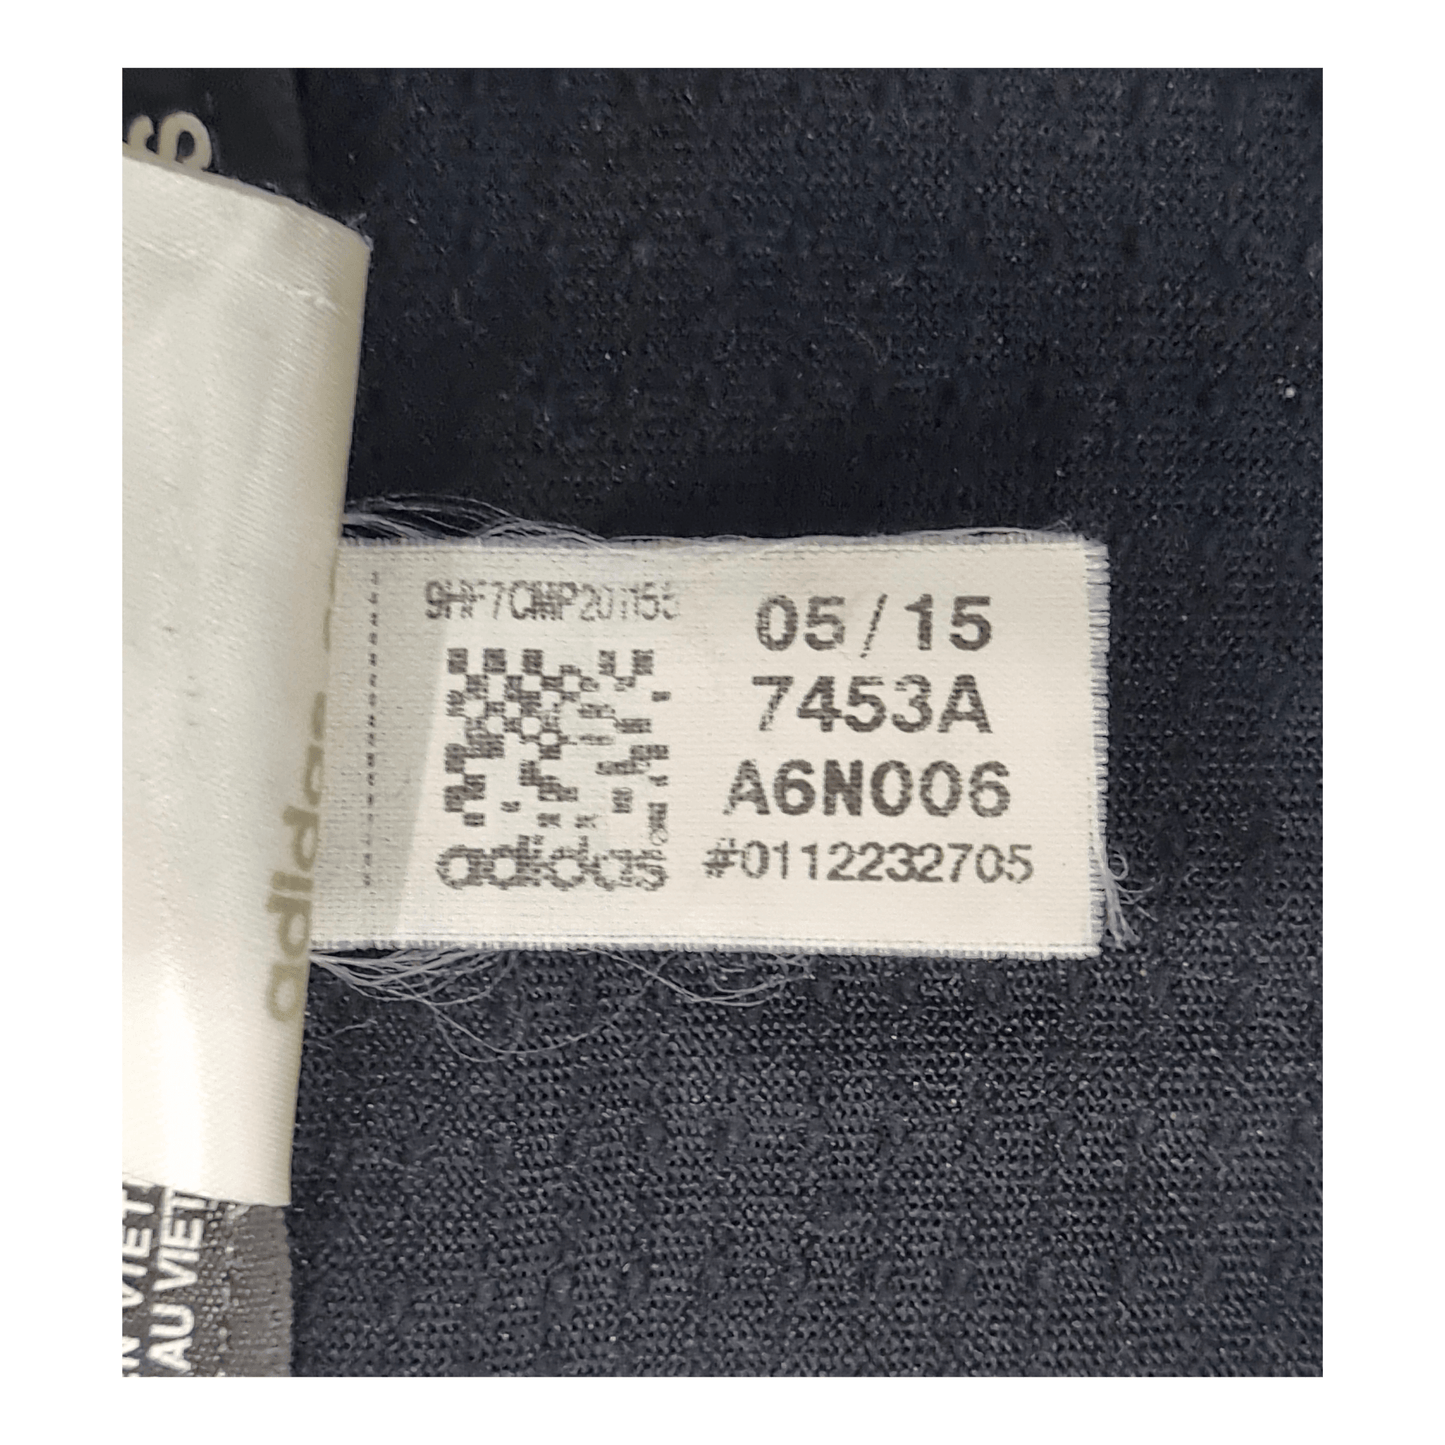 9HF7CMP201155
05/15
7453A
A6N006
#0112232705
adidas
adidas
AU VIET